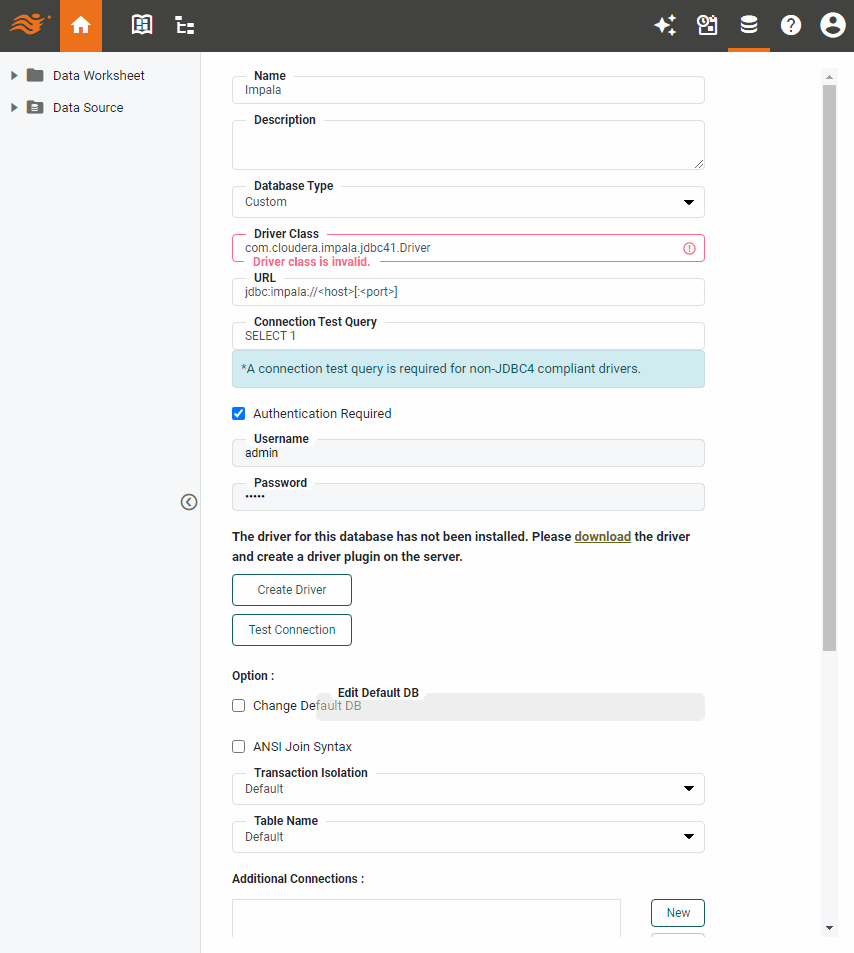 Data Worksheet
Data Source
Name
Impala
Description
Database Type
Custom
Driver Class
com.cloudera.impala.jdbc41.Driver
Driver class is invalid.
URL
jdbc:impala://<host>[:<port>]
Connection Test Query
SELECT 1
*A connection test query is required for non-JDBC4 compliant drivers.
Authentication Required
Username
admin
Password
•••••
The driver for this database has not been installed. Please download the driver
and create a driver plugin on the server.
Create Driver
Test Connection
Option :
Edit Default DB
Change Default DB
ANSI Join Syntax
Transaction Isolation
Default
Table Name
Default
Additional Connections :
New